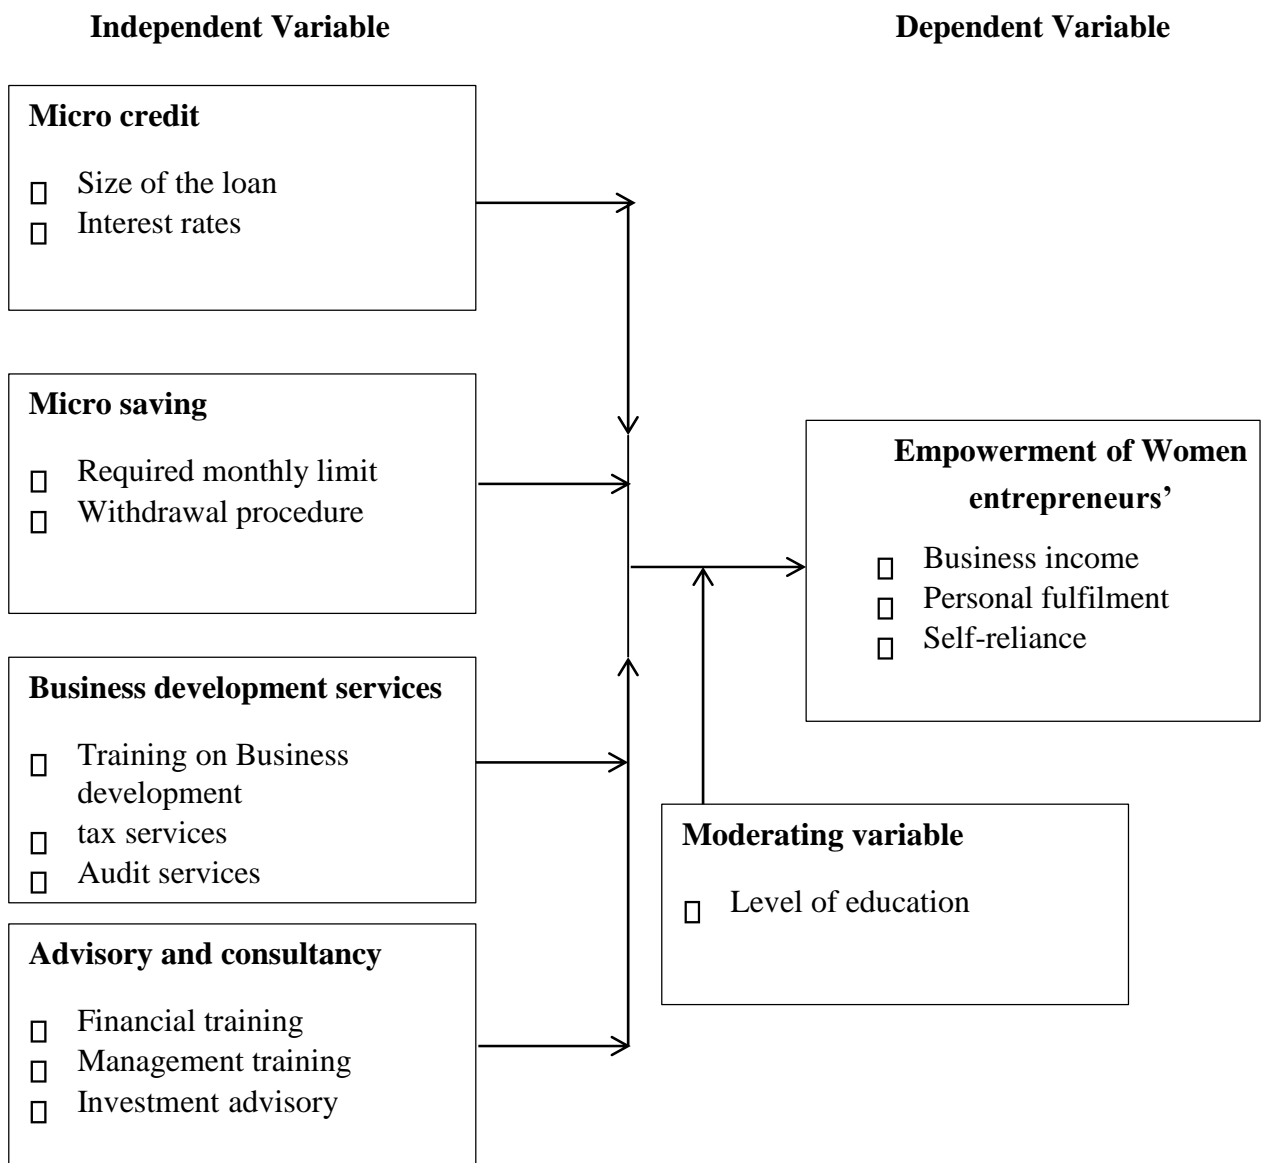 Independent Variable
Dependent Variable
Micro credit
Size of the loan
Interest rates
Micro saving
Required monthly limit
Withdrawal procedure
Business development services
Training on Business
development
tax services
Audit services
Advisory and consultancy
Financial training
Management training
Investment advisory
Empowerment of Women
entrepreneurs’
Business income
Personal fulfilment
Self-reliance
Moderating variable
Level of education